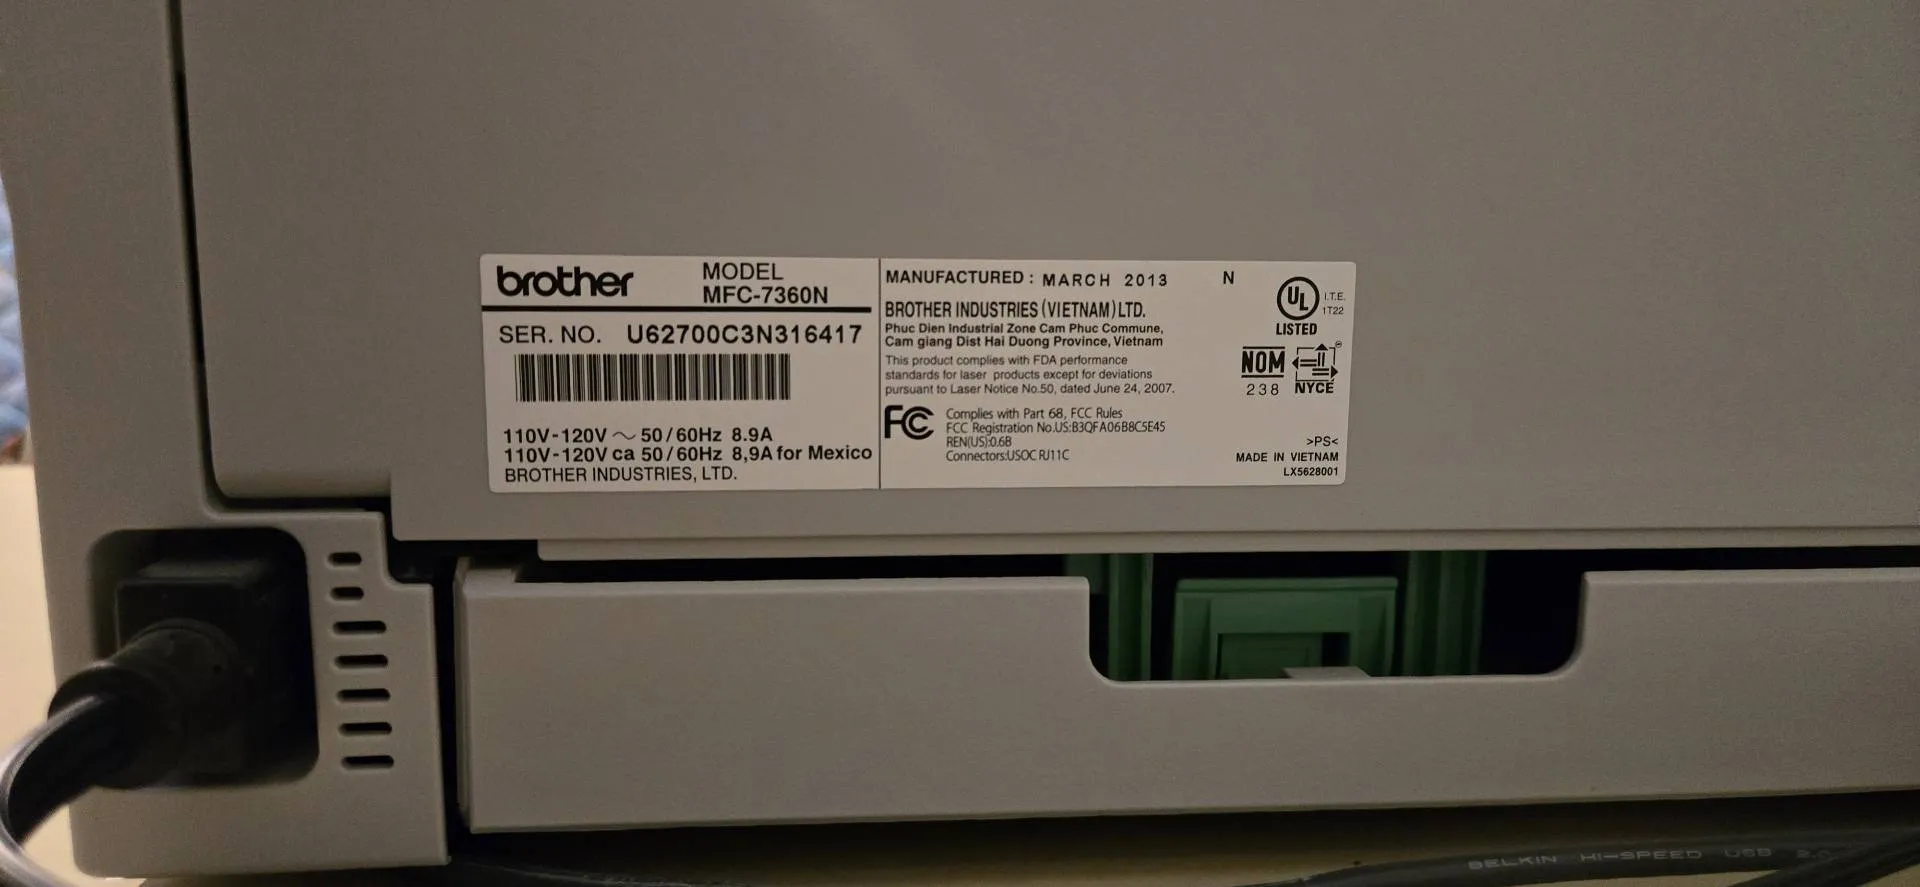 brother
MODEL
MFC-7360N
SER. NO. U62700C3N316417
110V-120V ～ 50/60Hz 8.9A
110V-120V ca 50/60Hz 8,9A for Mexico
BROTHER INDUSTRIES, LTD.
MANUFACTURED : MARCH 2013 N
BROTHER INDUSTRIES (VIETNAM) LTD.
Phuc Dien Industrial Zone Cam Phuc Commune,
Cam giang Dist Hai Duong Province, Vietnam
This product complies with FDA performance
standards for laser products except for deviations
pursuant to Laser Notice No.50, dated June 24, 2007.
FC
Complies with Part 68, FCC Rules
FCC Registration No.US:B3QFA06B8C5E45
REN(US):0.6B
Connectors:USOC RJ11C
UL
I.T.E.
1T22
LISTED
NOM
238
NYCE
>PS<
MADE IN VIETNAM
LX5628001
BELKIN HI-SPEED USB 2.0